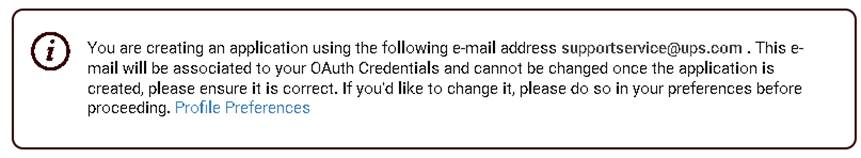 You are creating an application using the following e-mail address supportservice@ups.com . This e-
mail will be associated to your OAuth Credentials and cannot be changed once the application is
created, please ensure it is correct. If you'd like to change it, please do so in your preferences before
proceeding. Profile Preferences